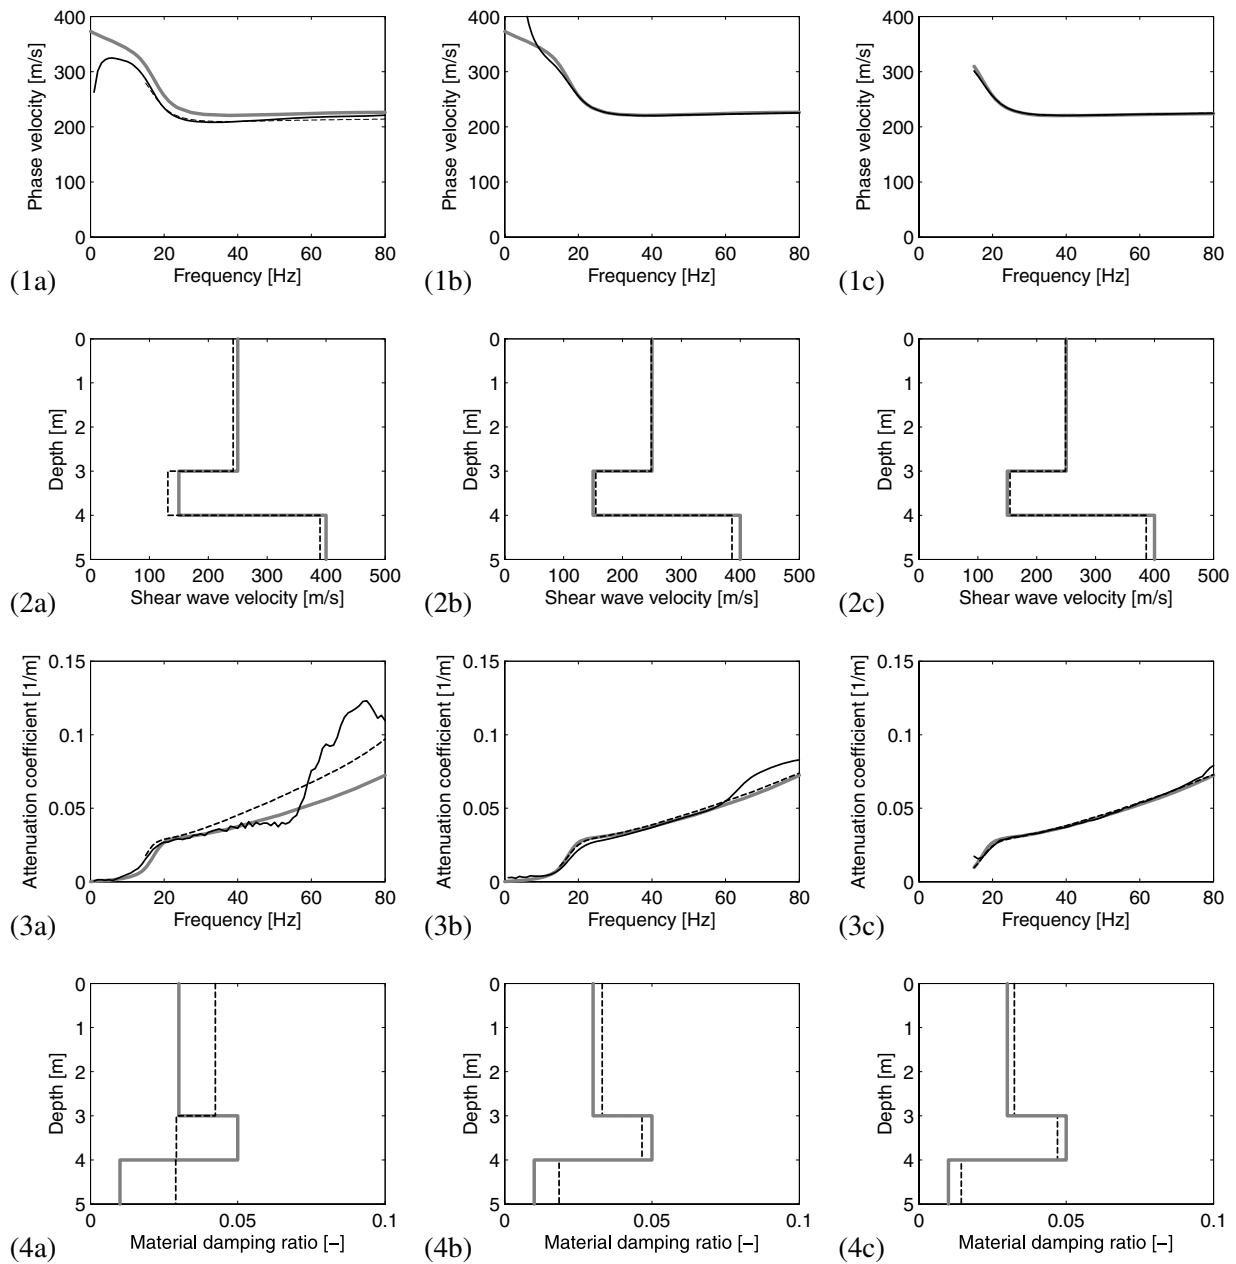 400
300
200
100
0
Phase velocity [m/s]
0 20 40 60 80
Frequency [Hz]
(1a)
400
300
200
100
0
Phase velocity [m/s]
0 20 40 60 80
Frequency [Hz]
(1b)
400
300
200
100
0
Phase velocity [m/s]
0 20 40 60 80
Frequency [Hz]
(1c)
0
1
2
3
4
5
Depth [m]
0 100 200 300 400 500
Shear wave velocity [m/s]
(2a)
0
1
2
3
4
5
Depth [m]
0 100 200 300 400 500
Shear wave velocity [m/s]
(2b)
0
1
2
3
4
5
Depth [m]
0 100 200 300 400 500
Shear wave velocity [m/s]
(2c)
0.15
0.1
0.05
0
Attenuation coefficient [1/m]
0 20 40 60 80
Frequency [Hz]
(3a)
0.15
0.1
0.05
0
Attenuation coefficient [1/m]
0 20 40 60 80
Frequency [Hz]
(3b)
0.15
0.1
0.05
0
Attenuation coefficient [1/m]
0 20 40 60 80
Frequency [Hz]
(3c)
0
1
2
3
4
5
Depth [m]
0 0.05 0.1
Material damping ratio [–]
(4a)
0
1
2
3
4
5
Depth [m]
0 0.05 0.1
Material damping ratio [–]
(4b)
0
1
2
3
4
5
Depth [m]
0 0.05 0.1
Material damping ratio [–]
(4c)